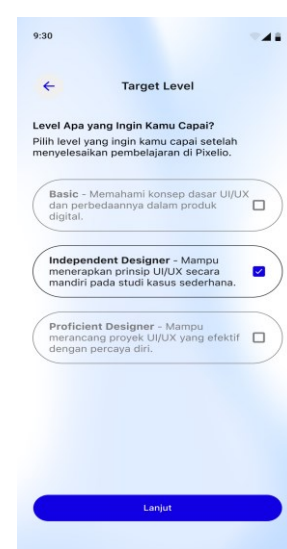 9:30
Target Level
Level Apa yang Ingin Kamu Capai?
Pilih level yang ingin kamu capai setelah
menyelesaikan pembelajaran di Pixelio.
Basic - Memahami konsep dasar UI/UX
dan perbedaannya dalam produk
digital.
Independent Designer - Mampu
menerapkan prinsip UI/UX secara
mandiri pada studi kasus sederhana.
Proficient Designer - Mampu
merancang proyek UI/UX yang efektif
dengan percaya diri.
Lanjut